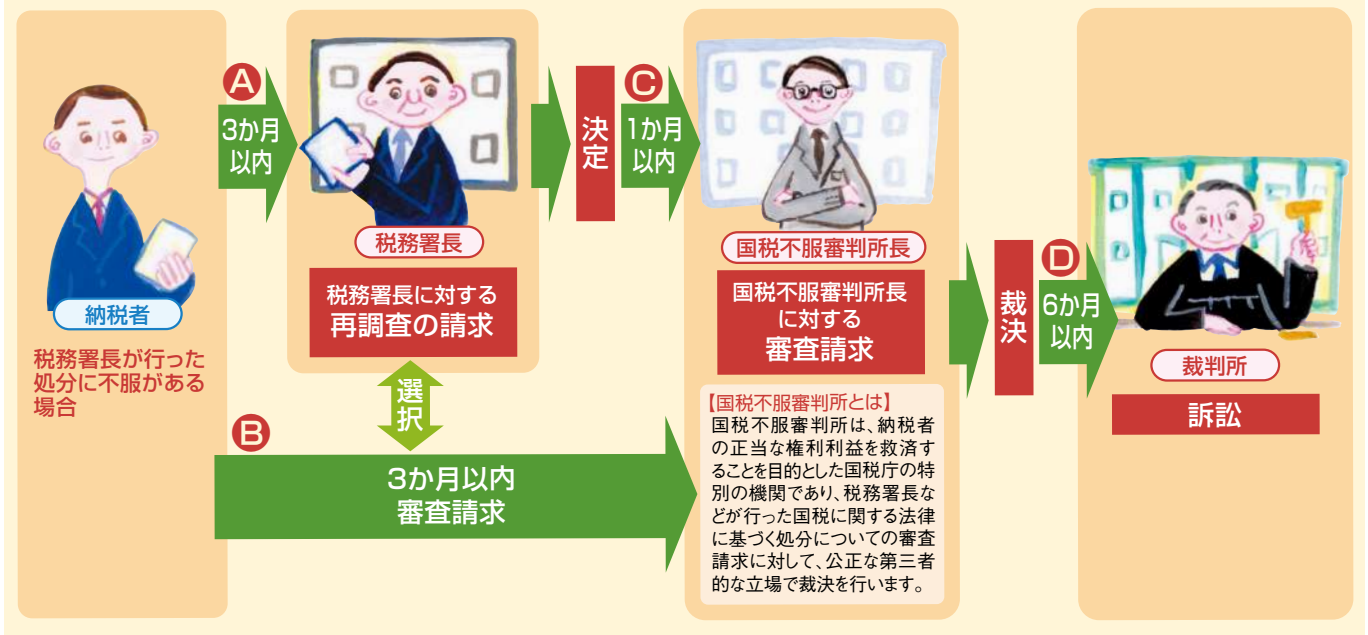 納税者
税務署長が行った
処分に不服がある
場合
A
3か月
以内
税務署長
税務署長に対する
再調査の請求
選
択
B
3か月以内
審査請求
決
定
C
1か月
以内
国税不服審判所長
国税不服審判所長
に対する
審査請求
【国税不服審判所とは】
国税不服審判所は、納税者
の正当な権利利益を救済す
ることを目的とした国税庁の特
別の機関であり、税務署長な
どが行った国税に関する法律
に基づく処分についての審査
請求に対して、公正な第三者
的な立場で裁決を行います。
裁
決
D
6か月
以内
裁判所
訴訟